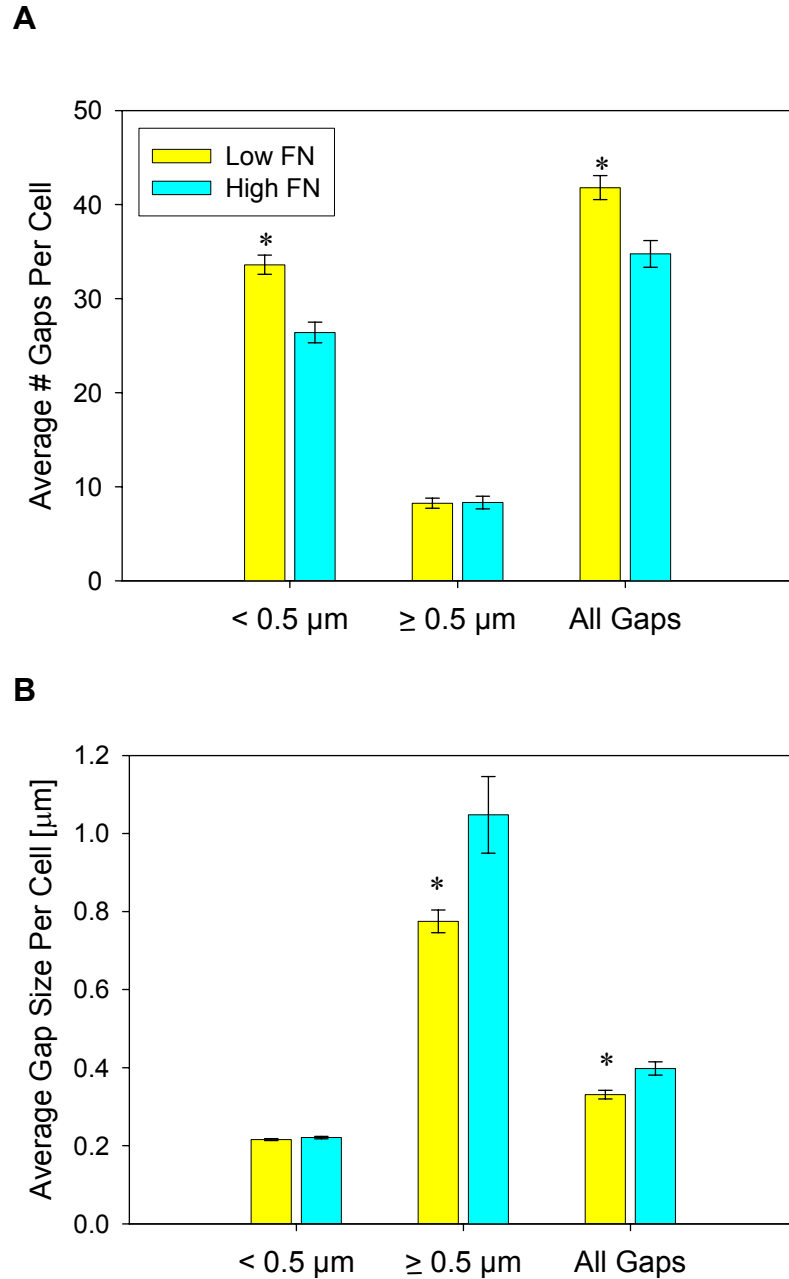 A
Average # Gaps Per Cell
50
40
30
20
10
0
Low FN
High FN
*
*
< 0.5 µm
≥ 0.5 µm
All Gaps
B
Average Gap Size Per Cell [µm]
1.2
1.0
0.8
0.6
0.4
0.2
0.0
*
*
< 0.5 µm
≥ 0.5 µm
All Gaps